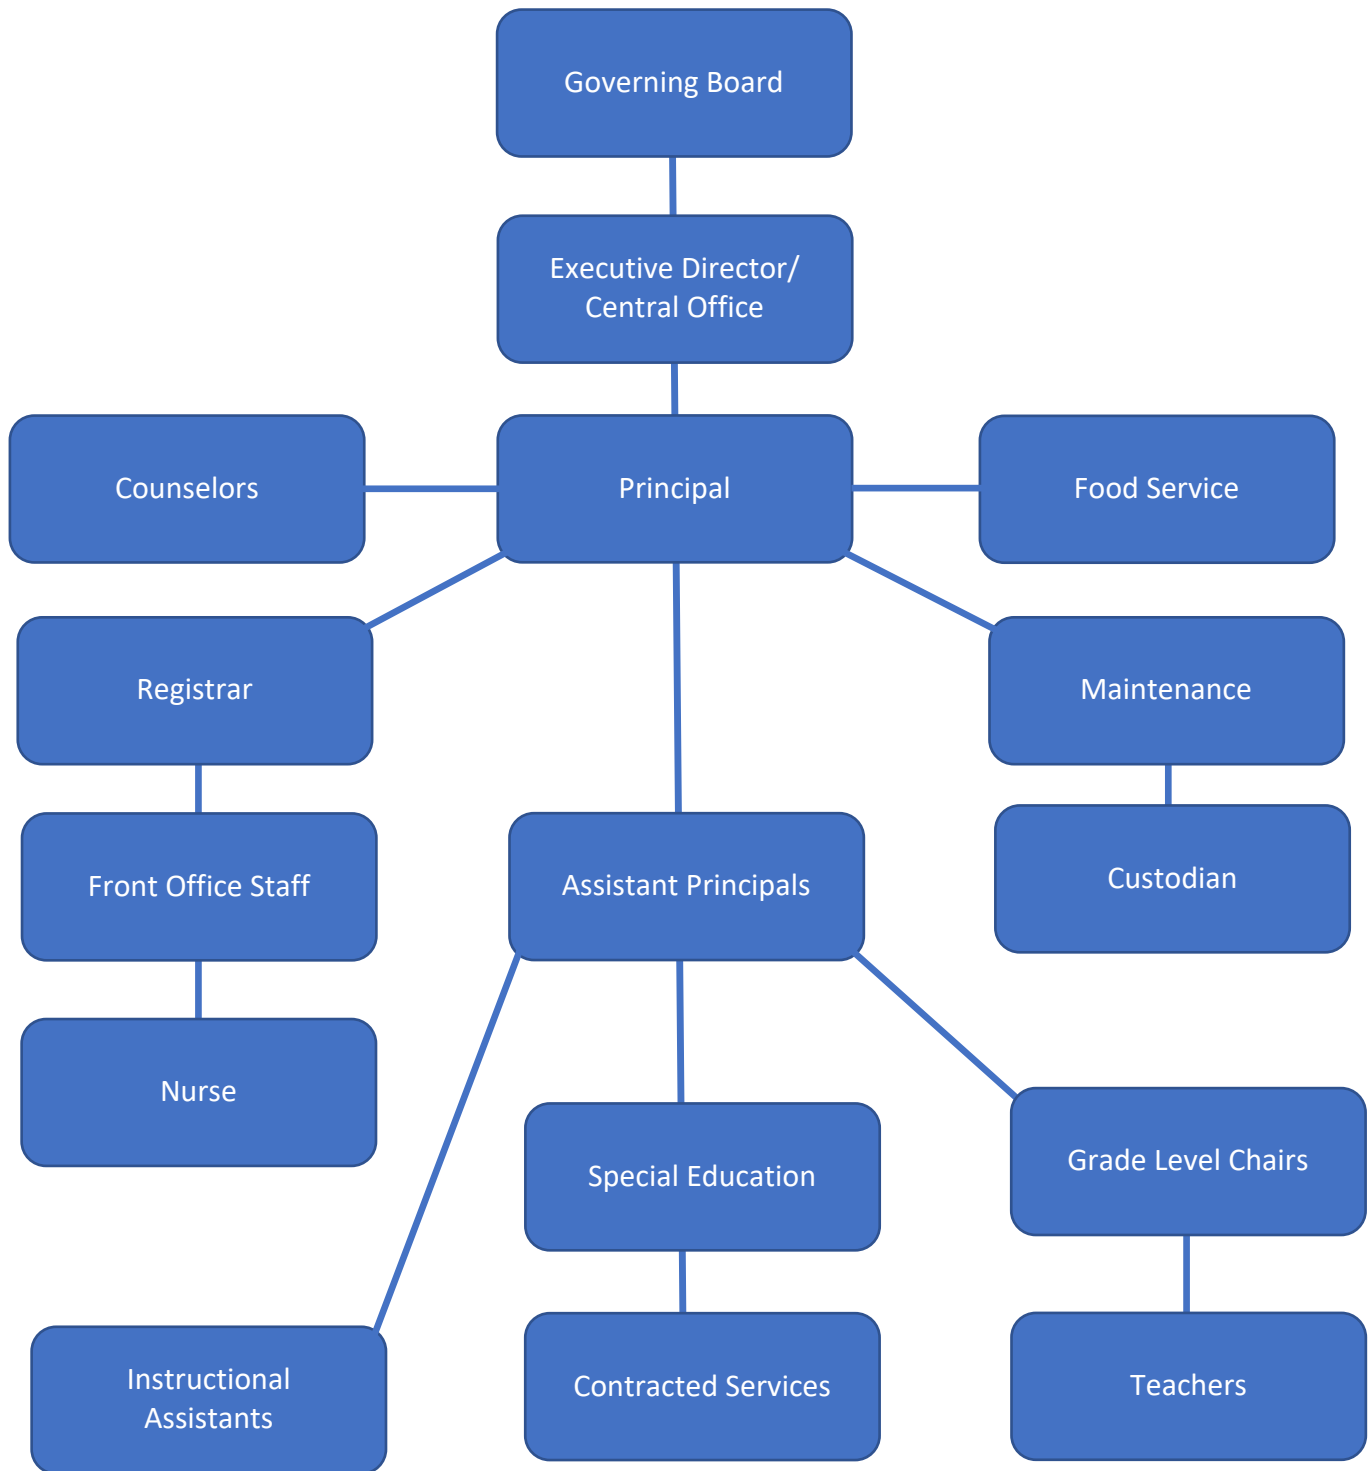 Governing Board
Executive Director/
Central Office
Counselors
Principal
Food Service
Registrar
Maintenance
Front Office Staff
Assistant Principals
Custodian
Nurse
Special Education
Grade Level Chairs
Instructional
Assistants
Contracted Services
Teachers